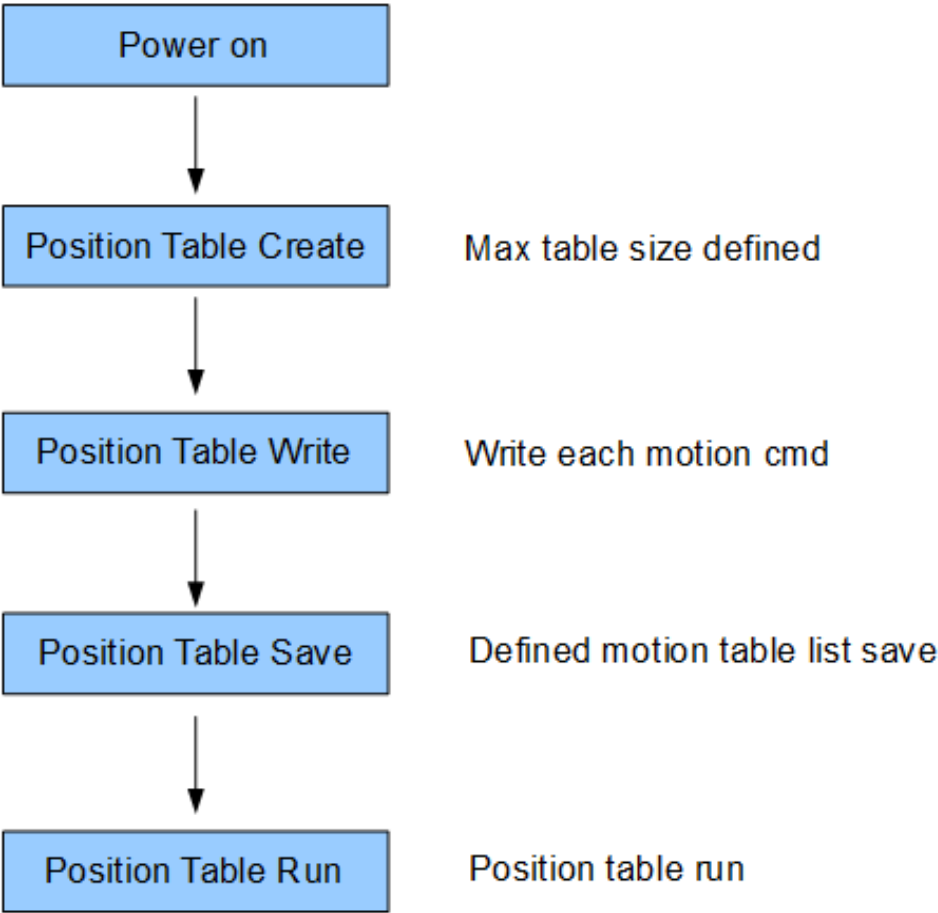 Power on
Position Table Create
Max table size defined
Position Table Write
Write each motion cmd
Position Table Save
Defined motion table list save
Position Table Run
Position table run